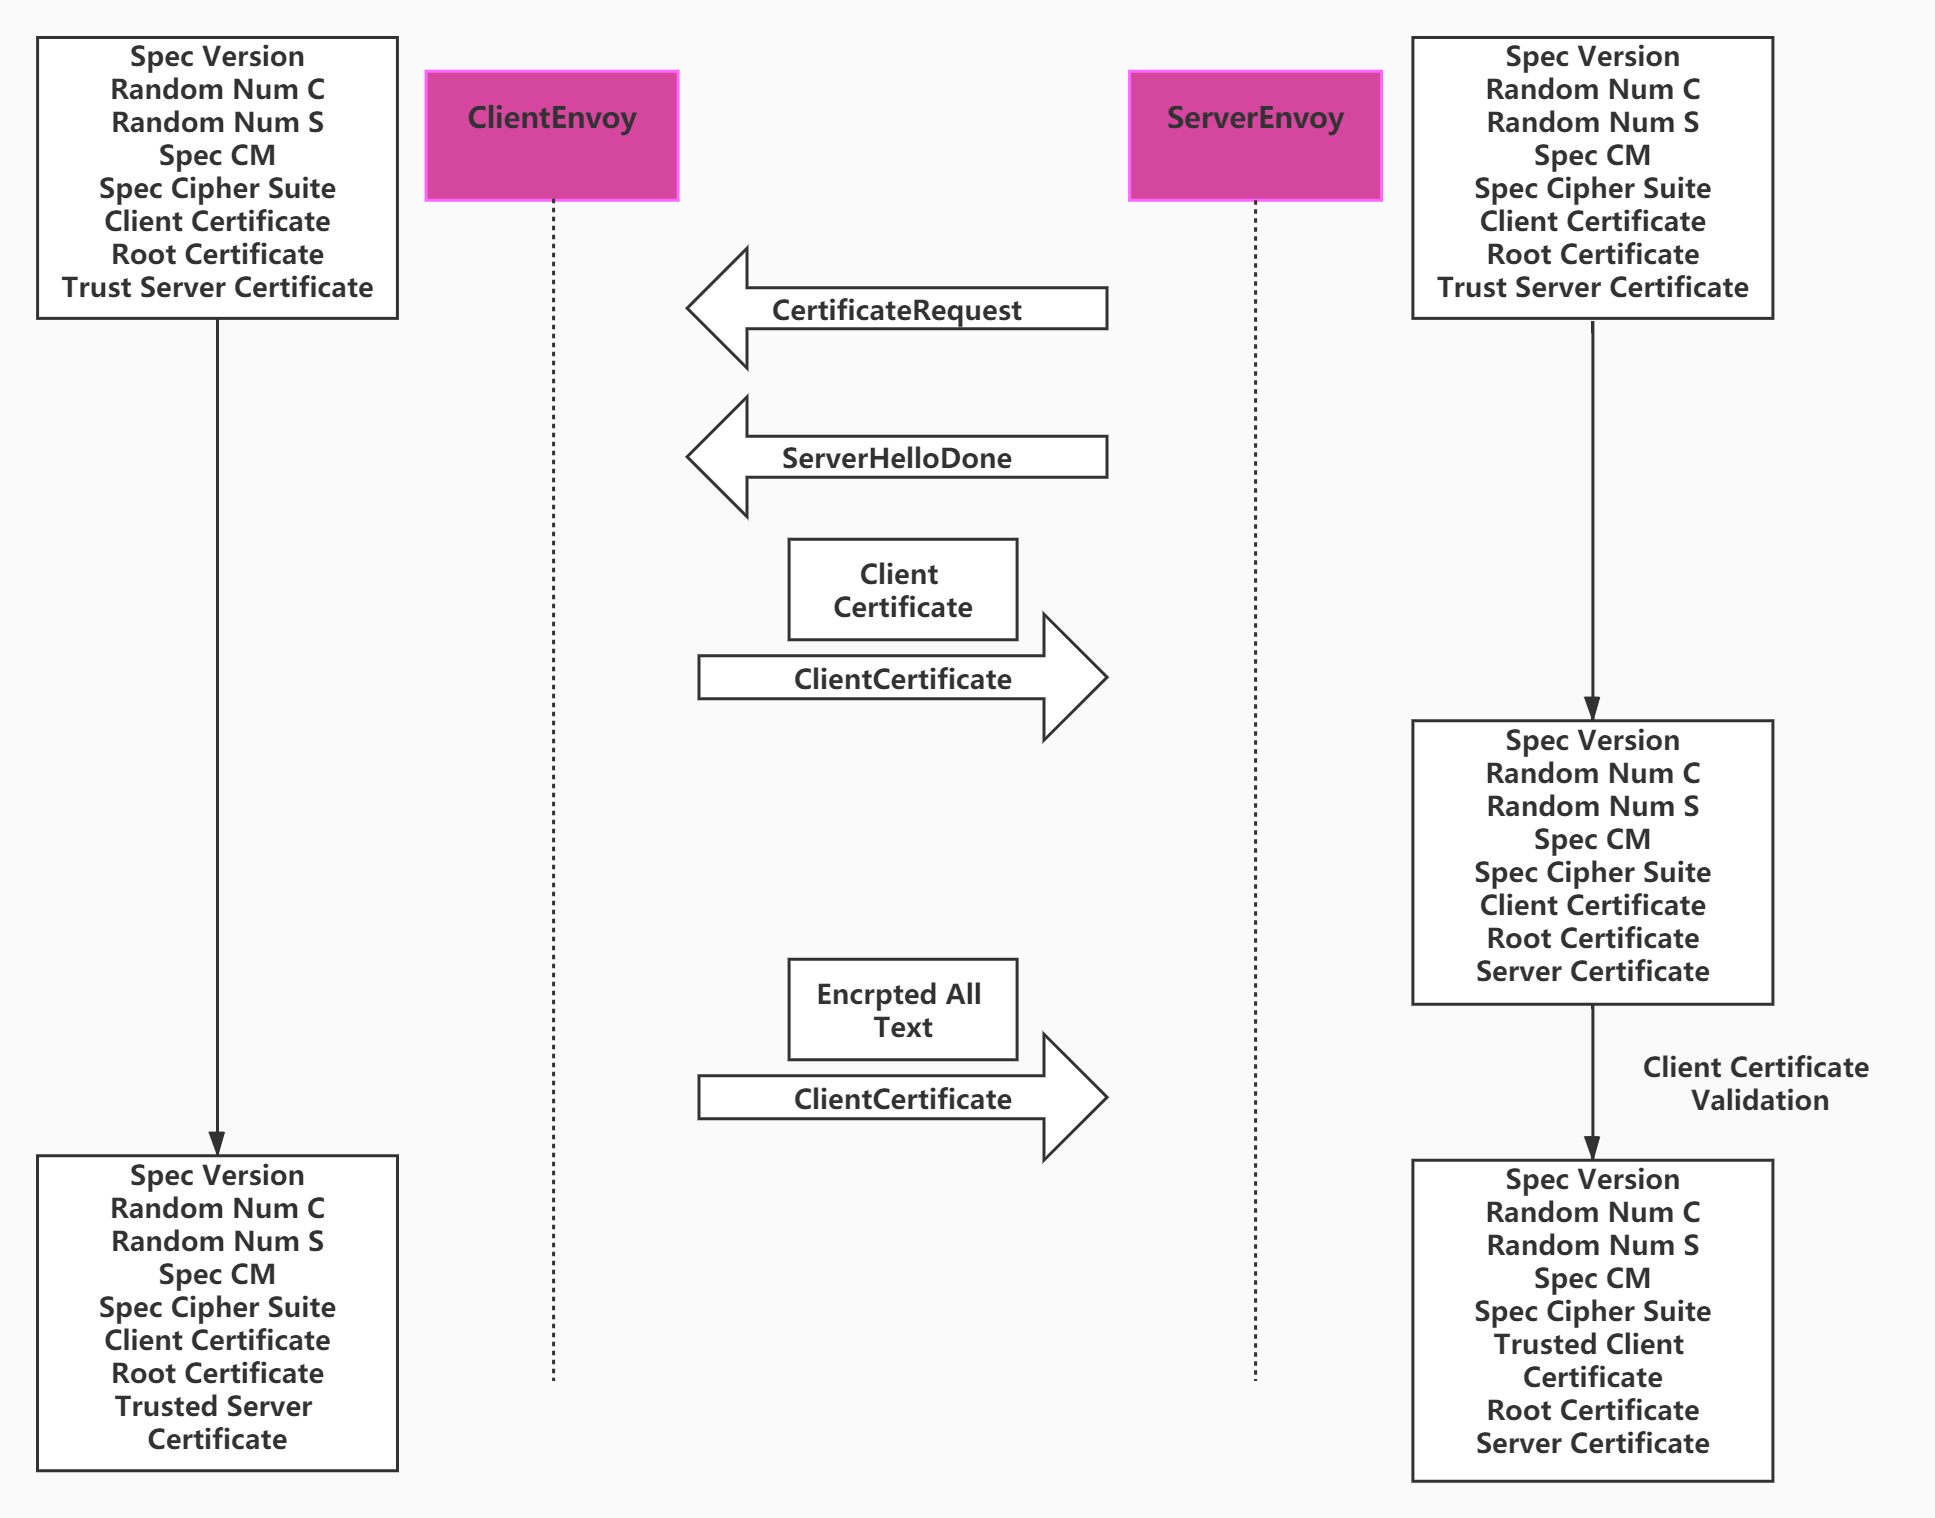 Spec Version
Random Num C
Random Num S
Spec CM
Spec Cipher Suite
Client Certificate
Root Certificate
Trust Server Certificate
ClientEnvoy
ServerEnvoy
Spec Version
Random Num C
Random Num S
Spec CM
Spec Cipher Suite
Client Certificate
Root Certificate
Trust Server Certificate
CertificateRequest
ServerHelloDone
Client
Certificate
ClientCertificate
Spec Version
Random Num C
Random Num S
Spec CM
Spec Cipher Suite
Client Certificate
Root Certificate
Server Certificate
Encrpted All
Text
ClientCertificate
Client Certificate
Validation
Spec Version
Random Num C
Random Num S
Spec CM
Spec Cipher Suite
Client Certificate
Root Certificate
Trusted Server
Certificate
Spec Version
Random Num C
Random Num S
Spec CM
Spec Cipher Suite
Trusted Client
Certificate
Root Certificate
Server Certificate